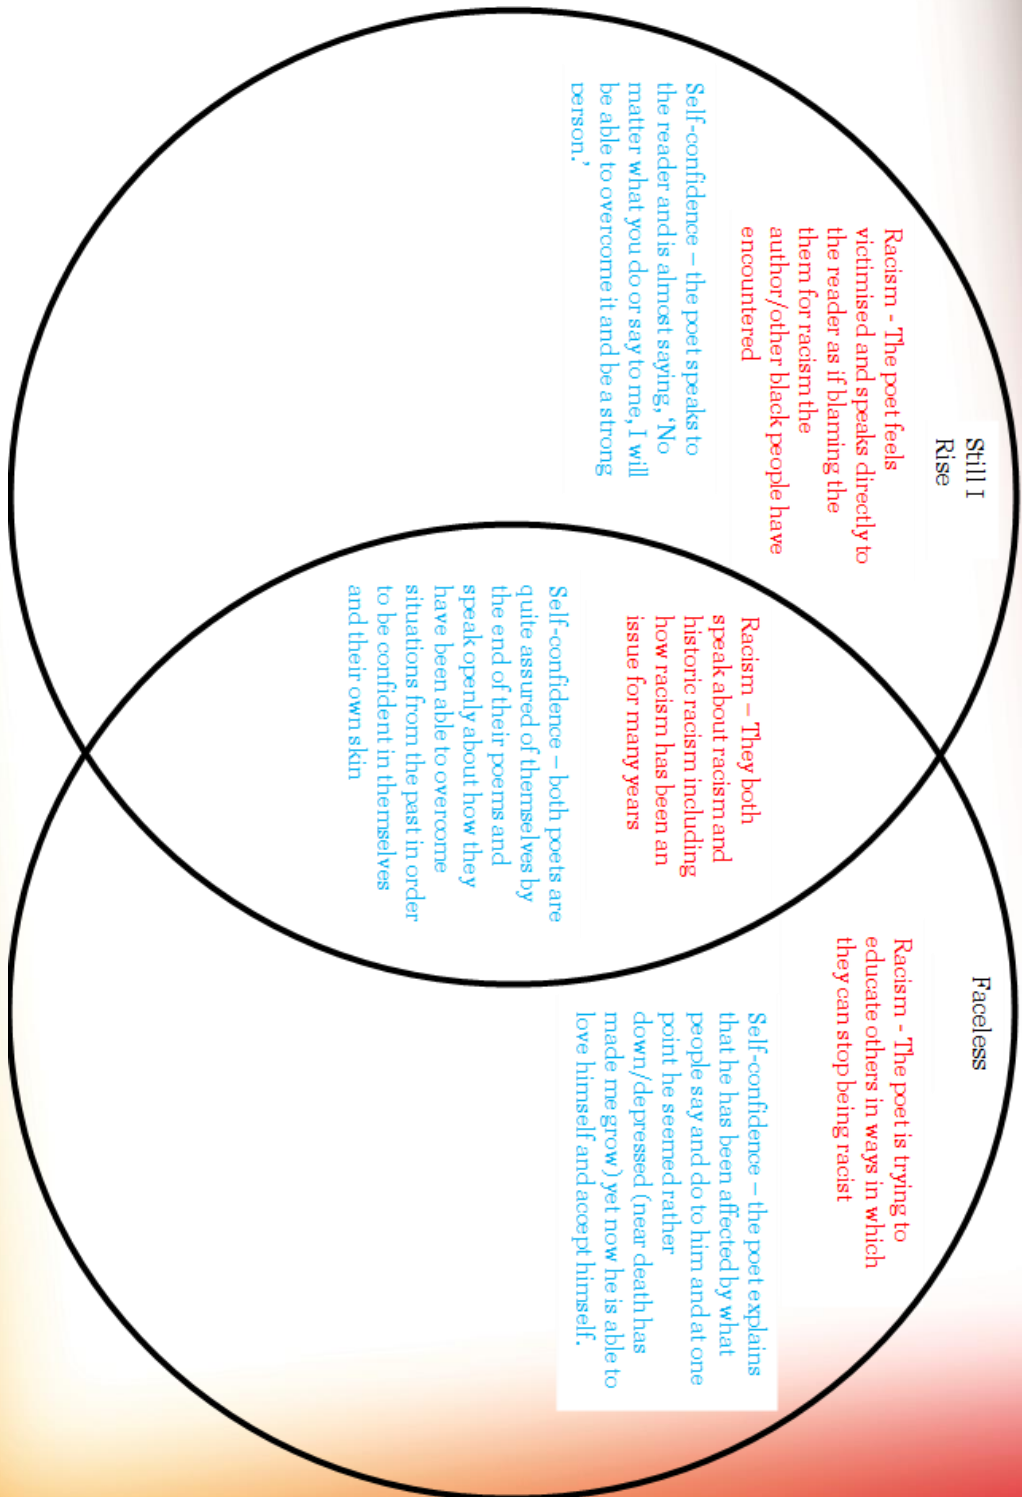 Still I
Rise
Racism - The poet feels
victimised and speaks directly to
the reader as if blaming the
them for racism the
author/other black people have
encountered
Self-confidence – the poet speaks to
the reader and is almost saying, ‘No
matter what you do or say to me, I will
be able to overcome it and be a strong
person.’
Racism – They both
speak about racism and
historic racism including
how racism has been an
issue for many years
Self-confidence – both poets are
quite assured of themselves by
the end of their poems and
speak openly about how they
have been able to overcome
situations from the past in order
to be confident in themselves
and their own skin
Faceless
Racism - The poet is trying to
educate others in ways in which
they can stop being racist
Self-confidence – the poet explains
that he has been affected by what
people say and do to him and at one
point he seemed rather
down/depressed (near death has
made me grow) yet now he is able to
love himself and accept himself.